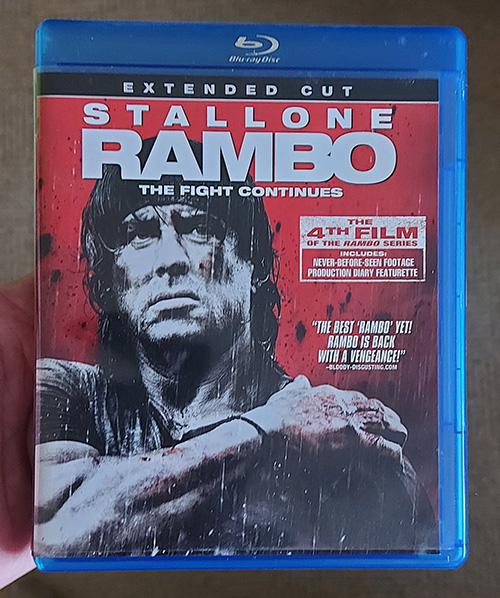 Blu-ray Disc
EXTENDED CUT
STALLONE
RAMBO
THE FIGHT CONTINUES
THE
4TH FILM
OF THE RAMBO SERIES
INCLUDES:
NEVER-BEFORE-SEEN FOOTAGE
PRODUCTION DIARY FEATURETTE
"THE BEST 'RAMBO' YET!
RAMBO IS BACK
WITH A VENGEANCE!"
–BLOODY-DISGUSTING.COM